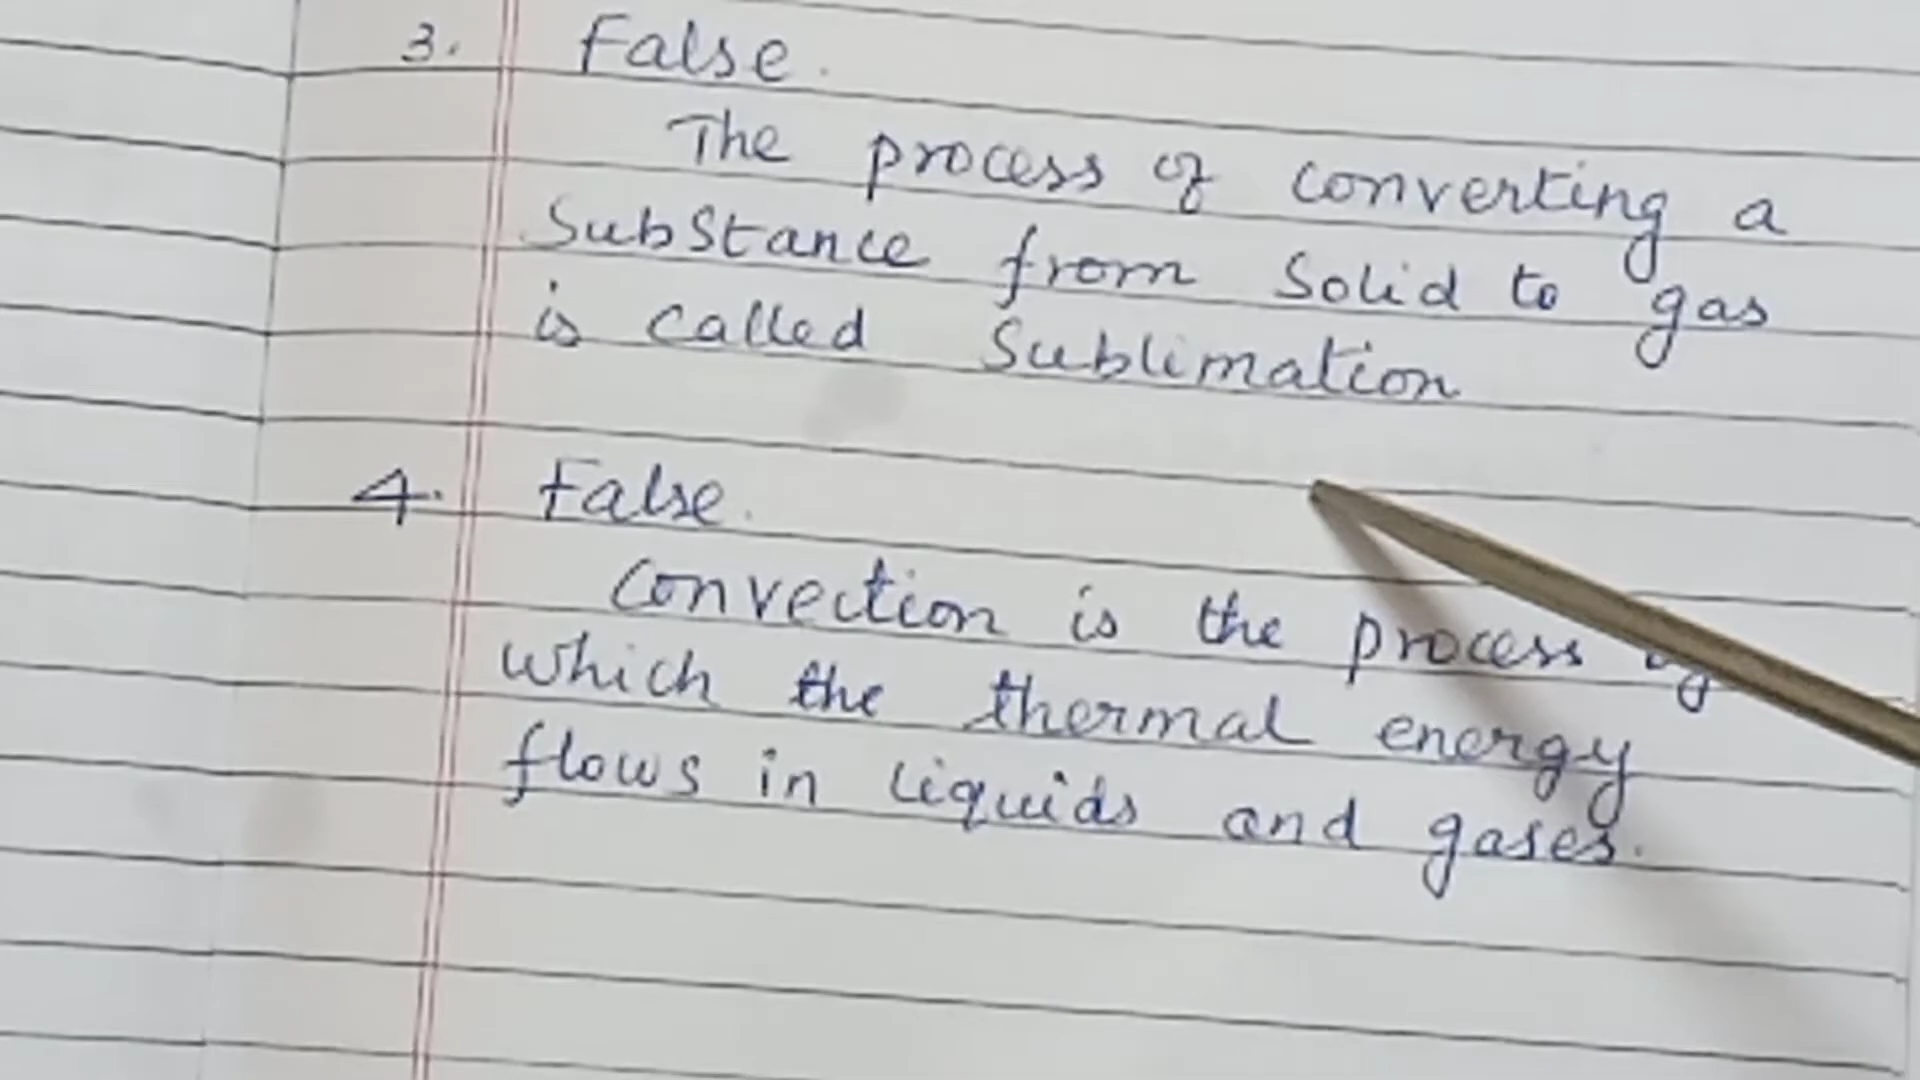 3. False.
The process of converting a
Substance from Solid to gas
is called Sublimation
4. False.
Convection is the process
which the thermal energy
flows in liquids and gases.